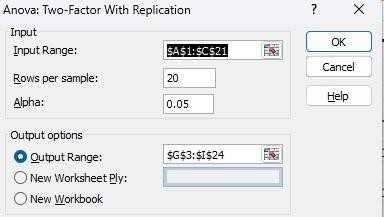 Anova: Two-Factor With Replication ? ×
Input
Input Range: $A$1:$C$21
Rows per sample: 20
Alpha: 0.05
OK
Cancel
Help
Output options
Output Range: $G$3:$I$24
New Worksheet Ply:
New Workbook